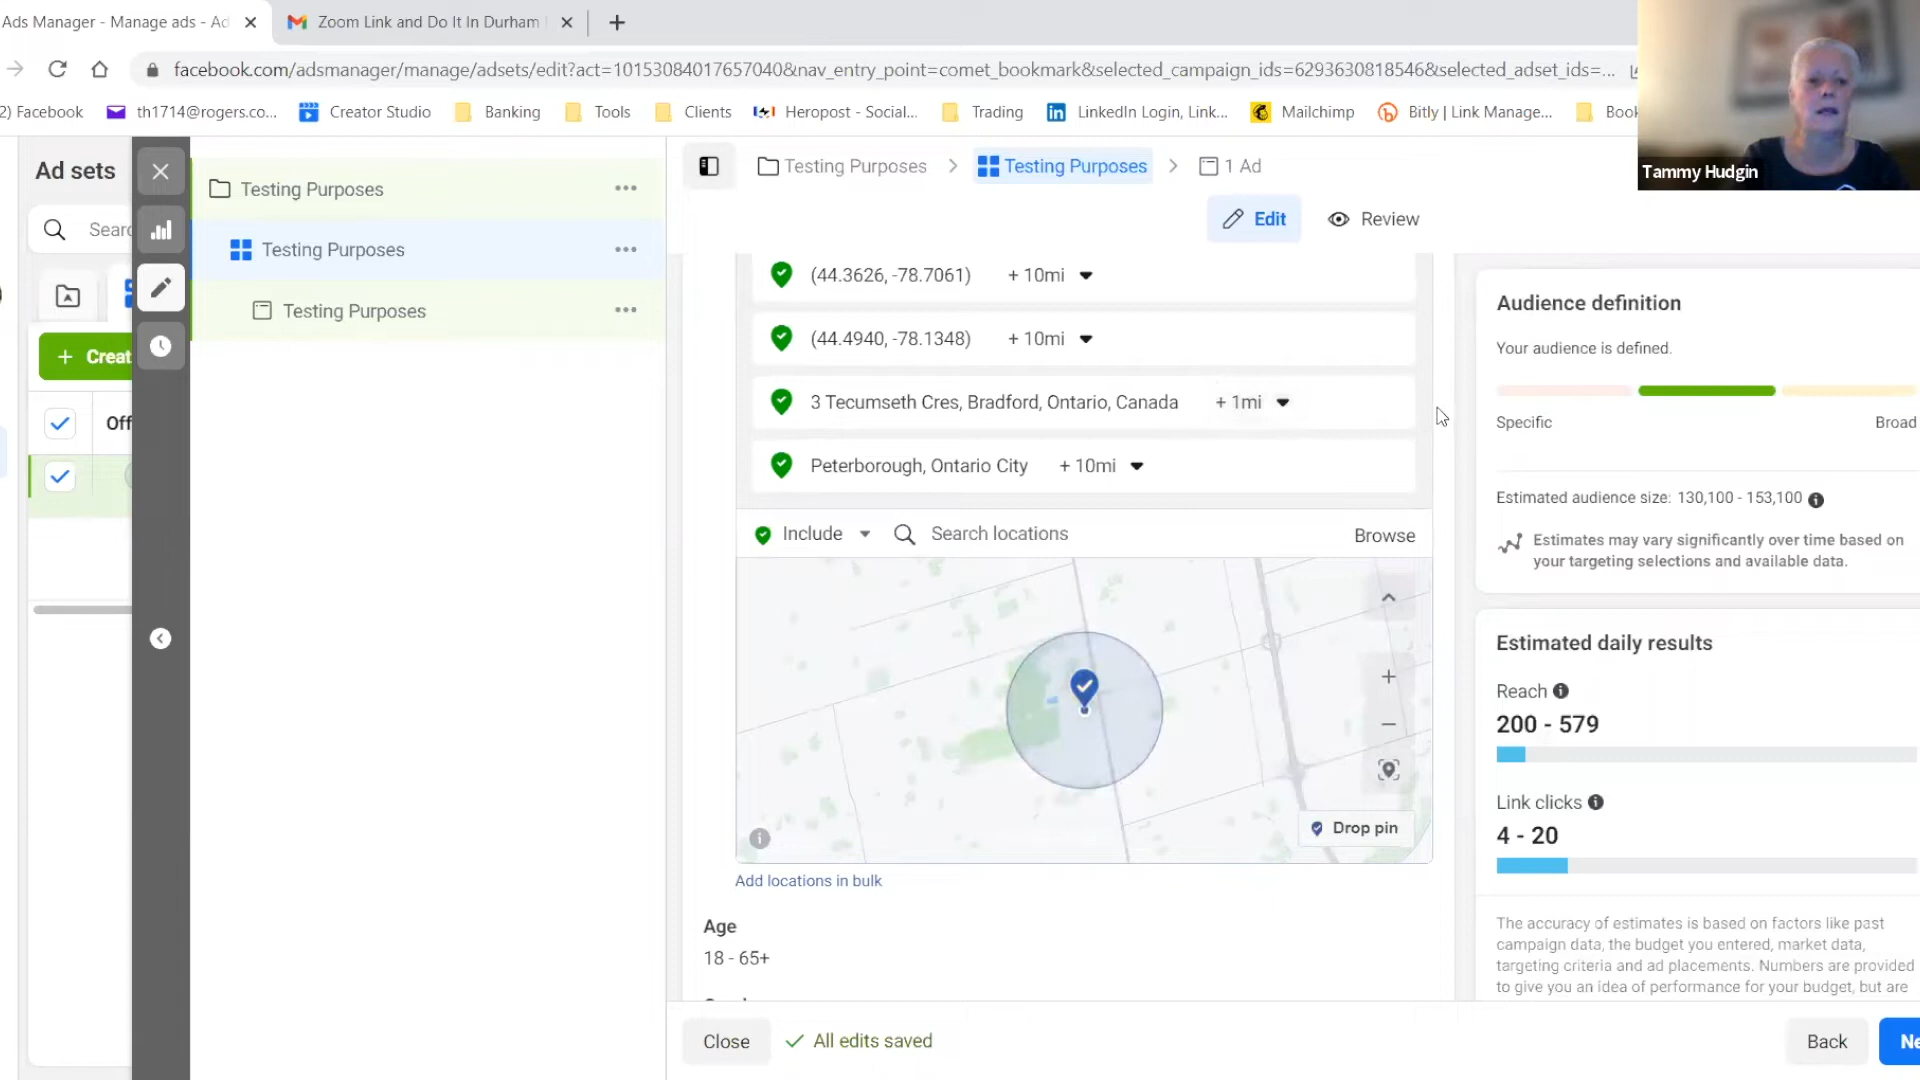 Ads Manager - Manage ads - Ad
Zoom Link and Do It In Durham
facebook.com/adsmanager/manage/adsets/edit?act=10153084017657040&nav_entry_point=comet_bookmark&selected_campaign_ids=6293630818546&selected_adset_ids=...
2) Facebook
th1714@rogers.co...
Creator Studio
Banking
Tools
Clients
Heropost - Social...
Trading
LinkedIn Login, Link...
Mailchimp
Bitly | Link Manage...
Book
Tammy Hudgin
Ad sets
Testing Purposes
Testing Purposes
Testing Purposes
Sear
+ Creat
Off
Testing Purposes > Testing Purposes > 1 Ad
Edit
Review
(44.3626, -78.7061) + 10mi
(44.4940, -78.1348) + 10mi
3 Tecumseth Cres, Bradford, Ontario, Canada + 1mi
Peterborough, Ontario City + 10mi
Include
Search locations
Browse
Drop pin
Add locations in bulk
Age
18 - 65+
Close
All edits saved
Back
Ne
Audience definition
Your audience is defined.
Specific
Broad
Estimated audience size: 130,100 - 153,100
Estimates may vary significantly over time based on
your targeting selections and available data.
Estimated daily results
Reach
200 - 579
Link clicks
4 - 20
The accuracy of estimates is based on factors like past
campaign data, the budget you entered, market data,
targeting criteria and ad placements. Numbers are provided
to give you an idea of performance for your budget, but are